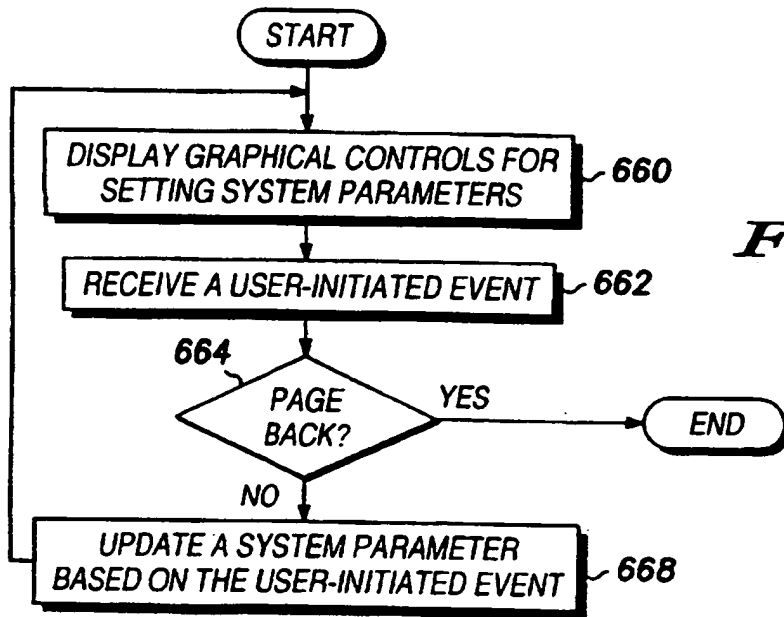 START
DISPLAY GRAPHICAL CONTROLS FOR
SETTING SYSTEM PARAMETERS
660
F
RECEIVE A USER-INITIATED EVENT
662
664
PAGE
BACK?
YES
END
NO
UPDATE A SYSTEM PARAMETER
BASED ON THE USER-INITIATED EVENT
668